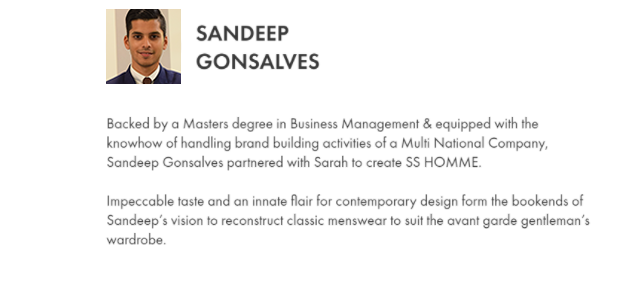 SANDEEP
GONSALVES
Backed by a Masters degree in Business Management & equipped with the
knowhow of handling brand building activities of a Multi National Company,
Sandeep Gonsalves partnered with Sarah to create SS HOMME.
Impeccable taste and an innate flair for contemporary design form the bookends of
Sandeep's vision to reconstruct classic menswear to suit the avant garde gentleman's
wardrobe.